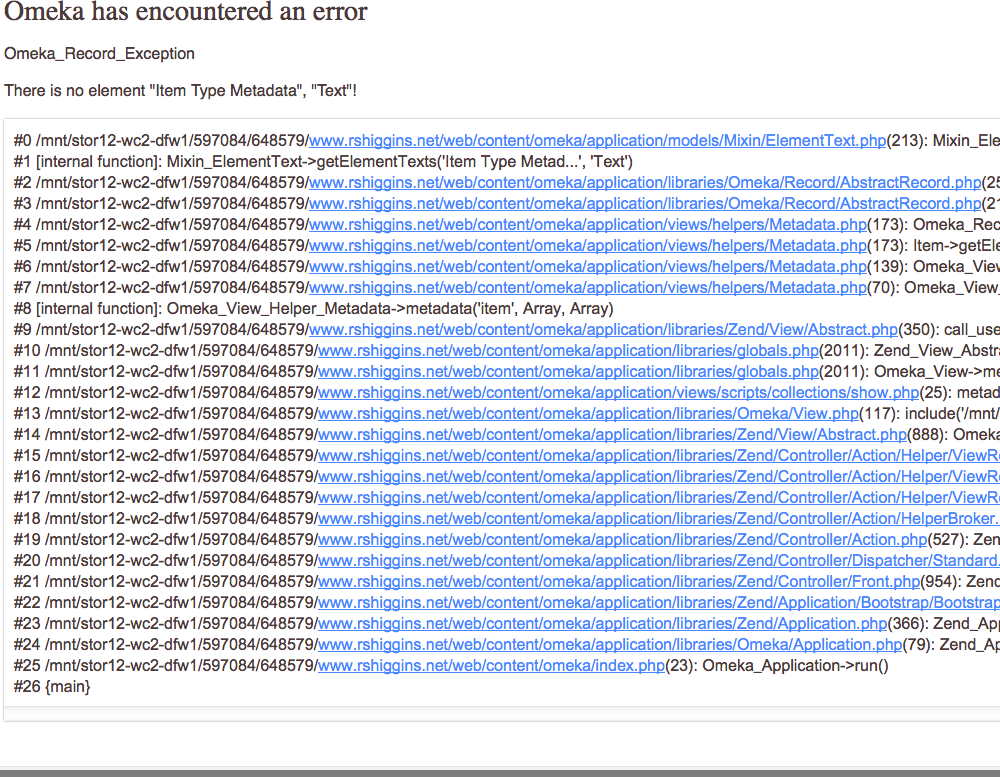 Omeka has encountered an error
Omeka_Record_Exception
There is no element "Item Type Metadata", "Text"!
#0 /mnt/stor12-wc2-dfw1/597084/648579/www.rshiggins.net/web/content/omeka/application/models/Mixin/ElementText.php(213): Mixin_Ele
#1 [internal function]: Mixin_ElementText->getElementTexts('Item Type Metad...', 'Text')
#2 /mnt/stor12-wc2-dfw1/597084/648579/www.rshiggins.net/web/content/omeka/application/libraries/Omeka/Record/AbstractRecord.php(25
#3 /mnt/stor12-wc2-dfw1/597084/648579/www.rshiggins.net/web/content/omeka/application/libraries/Omeka/Record/AbstractRecord.php(21
#4 /mnt/stor12-wc2-dfw1/597084/648579/www.rshiggins.net/web/content/omeka/application/views/helpers/Metadata.php(173): Omeka_Rec
#5 /mnt/stor12-wc2-dfw1/597084/648579/www.rshiggins.net/web/content/omeka/application/views/helpers/Metadata.php(173): Item->getEle
#6 /mnt/stor12-wc2-dfw1/597084/648579/www.rshiggins.net/web/content/omeka/application/views/helpers/Metadata.php(139): Omeka_View
#7 /mnt/stor12-wc2-dfw1/597084/648579/www.rshiggins.net/web/content/omeka/application/views/helpers/Metadata.php(70): Omeka_View_
#8 [internal function]: Omeka_View_Helper_Metadata->metadata('item', Array, Array)
#9 /mnt/stor12-wc2-dfw1/597084/648579/www.rshiggins.net/web/content/omeka/application/libraries/Zend/View/Abstract.php(350): call_use
#10 /mnt/stor12-wc2-dfw1/597084/648579/www.rshiggins.net/web/content/omeka/application/libraries/globals.php(2011): Zend_View_Abstra
#11 /mnt/stor12-wc2-dfw1/597084/648579/www.rshiggins.net/web/content/omeka/application/libraries/globals.php(2011): Omeka_View->me
#12 /mnt/stor12-wc2-dfw1/597084/648579/www.rshiggins.net/web/content/omeka/application/views/scripts/collections/show.php(25): metad
#13 /mnt/stor12-wc2-dfw1/597084/648579/www.rshiggins.net/web/content/omeka/application/libraries/Omeka/View.php(117): include('/mnt/
#14 /mnt/stor12-wc2-dfw1/597084/648579/www.rshiggins.net/web/content/omeka/application/libraries/Zend/View/Abstract.php(888): Omeka
#15 /mnt/stor12-wc2-dfw1/597084/648579/www.rshiggins.net/web/content/omeka/application/libraries/Zend/Controller/Action/Helper/ViewRe
#16 /mnt/stor12-wc2-dfw1/597084/648579/www.rshiggins.net/web/content/omeka/application/libraries/Zend/Controller/Action/Helper/ViewRe
#17 /mnt/stor12-wc2-dfw1/597084/648579/www.rshiggins.net/web/content/omeka/application/libraries/Zend/Controller/Action/Helper/ViewRe
#18 /mnt/stor12-wc2-dfw1/597084/648579/www.rshiggins.net/web/content/omeka/application/libraries/Zend/Controller/Action/HelperBroker.
#19 /mnt/stor12-wc2-dfw1/597084/648579/www.rshiggins.net/web/content/omeka/application/libraries/Zend/Controller/Action.php(527): Zen
#20 /mnt/stor12-wc2-dfw1/597084/648579/www.rshiggins.net/web/content/omeka/application/libraries/Zend/Controller/Dispatcher/Standard.
#21 /mnt/stor12-wc2-dfw1/597084/648579/www.rshiggins.net/web/content/omeka/application/libraries/Zend/Controller/Front.php(954): Zend
#22 /mnt/stor12-wc2-dfw1/597084/648579/www.rshiggins.net/web/content/omeka/application/libraries/Zend/Application/Bootstrap/Bootstrap
#23 /mnt/stor12-wc2-dfw1/597084/648579/www.rshiggins.net/web/content/omeka/application/libraries/Zend/Application.php(366): Zend_App
#24 /mnt/stor12-wc2-dfw1/597084/648579/www.rshiggins.net/web/content/omeka/application/libraries/Omeka/Application.php(79): Zend_Ap
#25 /mnt/stor12-wc2-dfw1/597084/648579/www.rshiggins.net/web/content/omeka/index.php(23): Omeka_Application->run()
#26 {main}